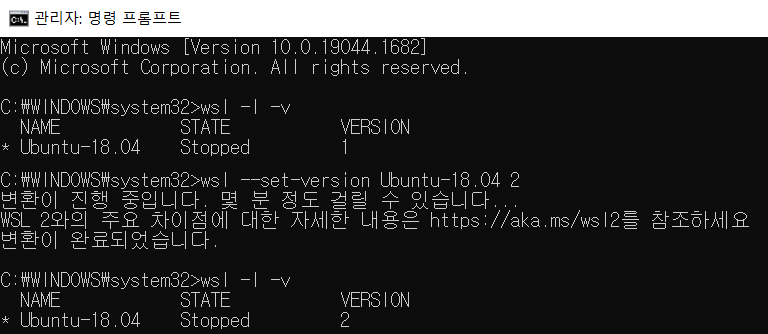 관리자: 명령 프롬프트
Microsoft Windows [Version 10.0.19044.1682]
(c) Microsoft Corporation. All rights reserved.
C:₩WINDOWS₩system32>wsl -l -v
NAME STATE VERSION
* Ubuntu-18.04 Stopped 1
C:₩WINDOWS₩system32>wsl --set-version Ubuntu-18.04 2
변환이 진행 중입니다. 몇 분 정도 걸릴 수 있습니다...
WSL 2와의 주요 차이점에 대한 자세한 내용은 https://aka.ms/wsl2를 참조하세요
변환이 완료되었습니다.
C:₩WINDOWS₩system32>wsl -l -v
NAME STATE VERSION
* Ubuntu-18.04 Stopped 2